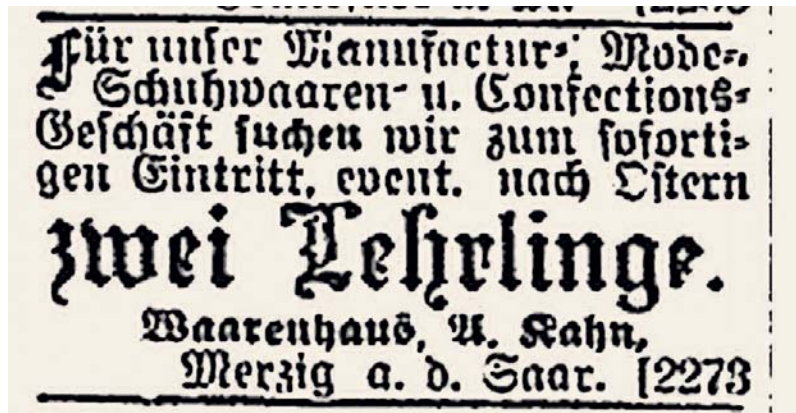 Für unser Manufactur-, Mode-,
Schuhwaaren- u. Confections-
Geschäft suchen wir zum soforti-
gen Eintritt, event. nach Ostern
zwei Lehrlinge.
Waarenhaus, A. Kahn,
Merzig a. d. Saar. [2273